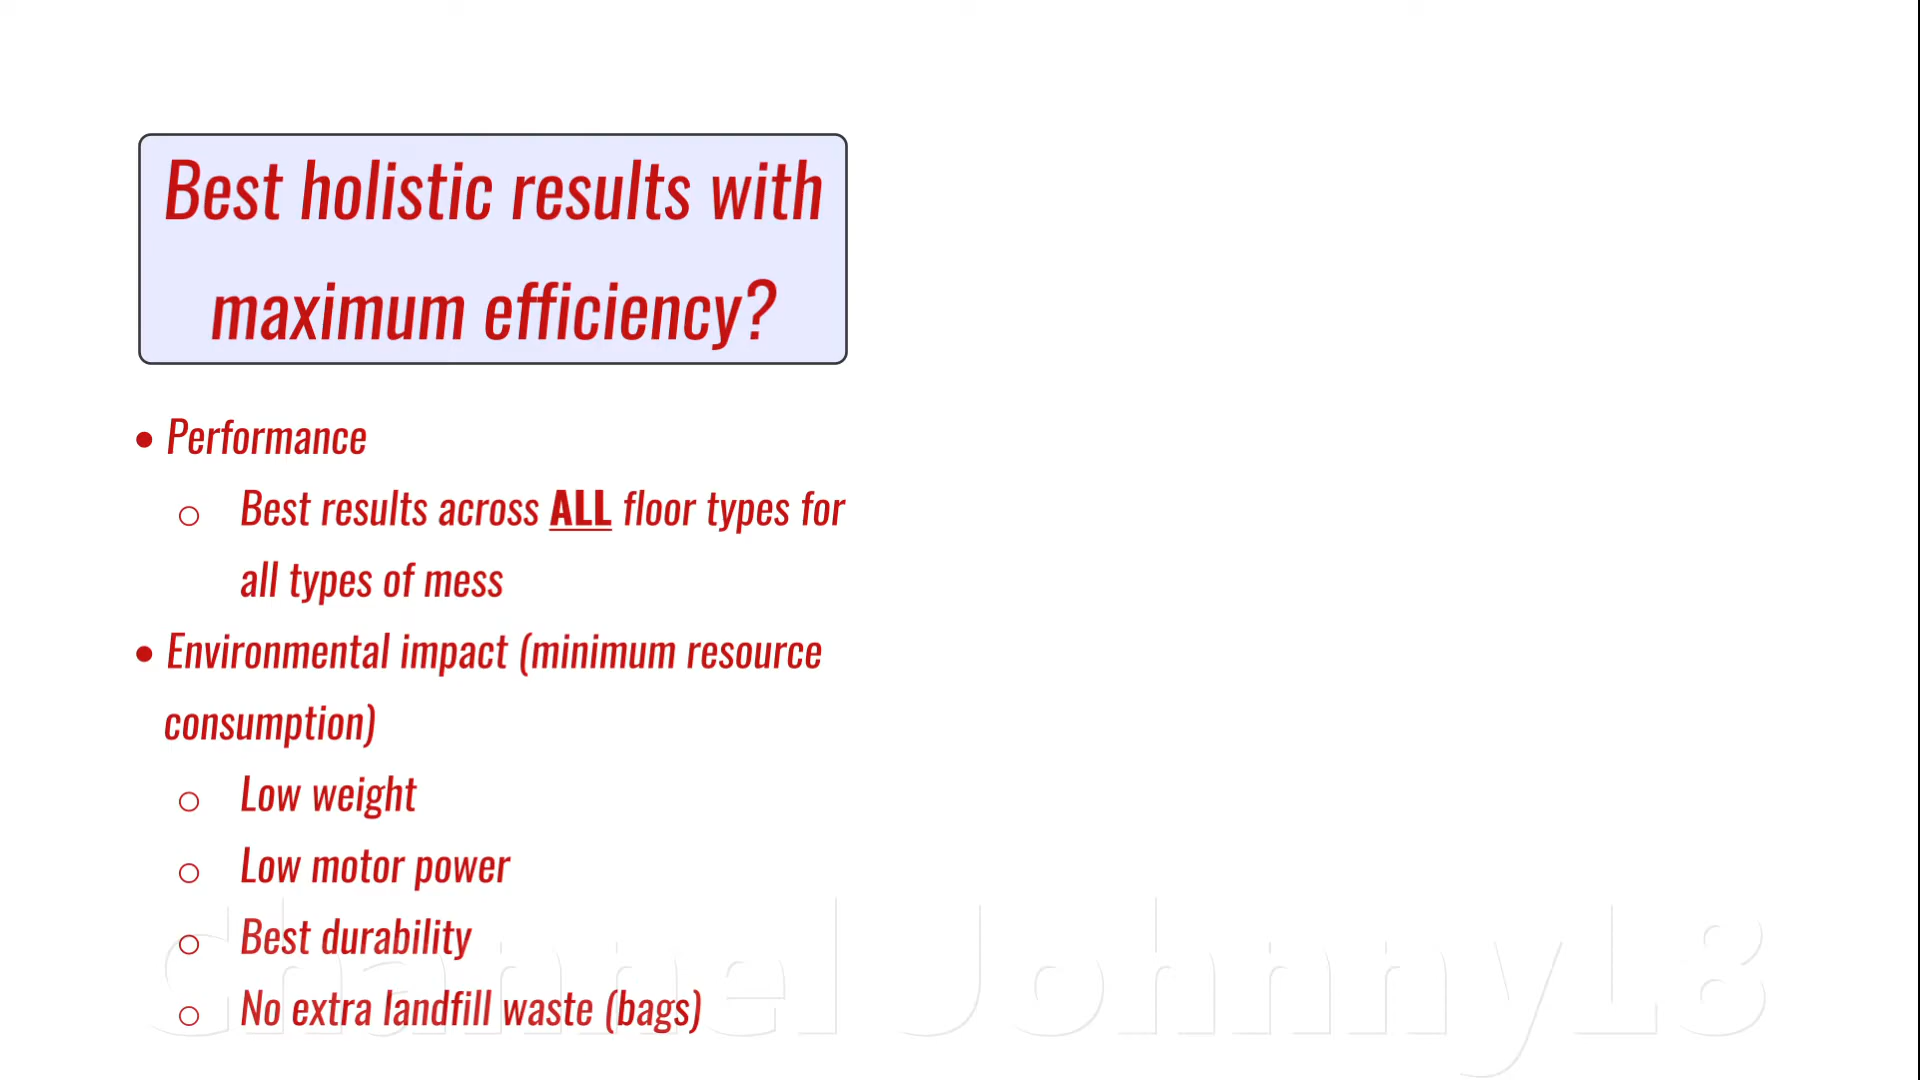 Best holistic results with
maximum efficiency?
• Performance
○ Best results across ALL floor types for
all types of mess
• Environmental impact (minimum resource
consumption)
○ Low weight
○ Low motor power
○ Best durability
○ No extra landfill waste (bags)
Channel JohnnyL8